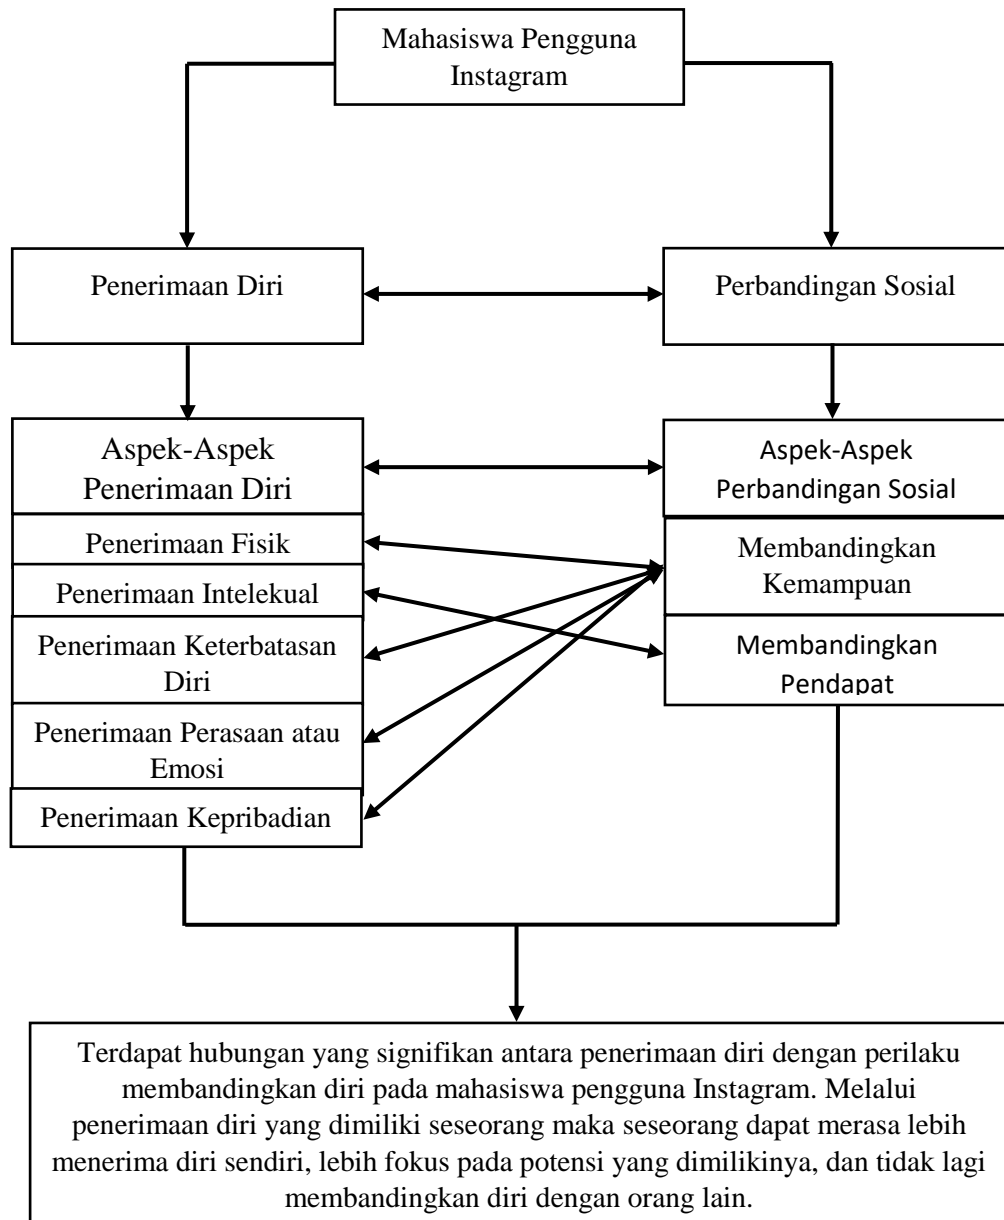 Mahasiswa Pengguna
Instagram
Penerimaan Diri
Perbandingan Sosial
Aspek-Aspek
Penerimaan Diri
Aspek-Aspek
Perbandingan Sosial
Penerimaan Fisik
Penerimaan Intelekual
Penerimaan Keterbatasan
Diri
Penerimaan Perasaan atau
Emosi
Penerimaan Kepribadian
Membandingkan
Kemampuan
Membandingkan
Pendapat
Terdapat hubungan yang signifikan antara penerimaan diri dengan perilaku
membandingkan diri pada mahasiswa pengguna Instagram. Melalui
penerimaan diri yang dimiliki seseorang maka seseorang dapat merasa lebih
menerima diri sendiri, lebih fokus pada potensi yang dimilikinya, dan tidak lagi
membandingkan diri dengan orang lain.